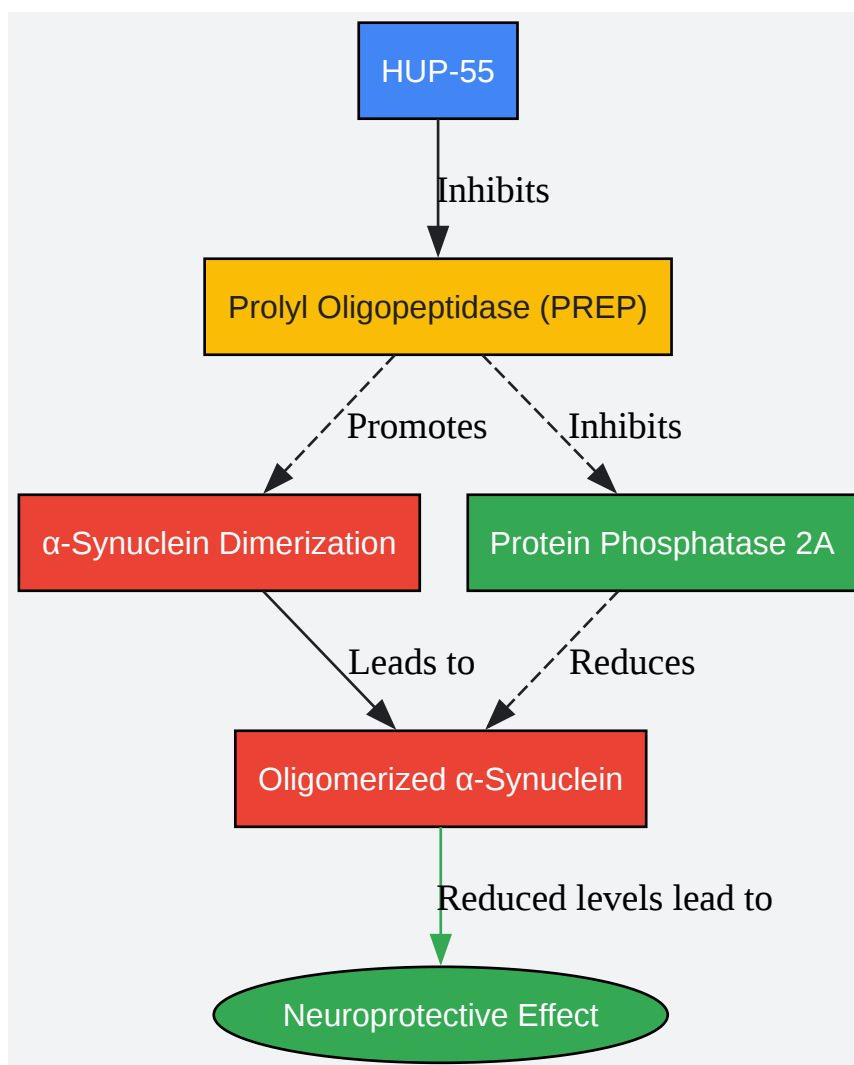 HUP-55
Inhibits
Prolyl Oligopeptidase (PREP)
Promotes
Inhibits
α-Synuclein Dimerization
Protein Phosphatase 2A
Leads to
Reduces
Oligomerized α-Synuclein
Reduced levels lead to
Neuroprotective Effect